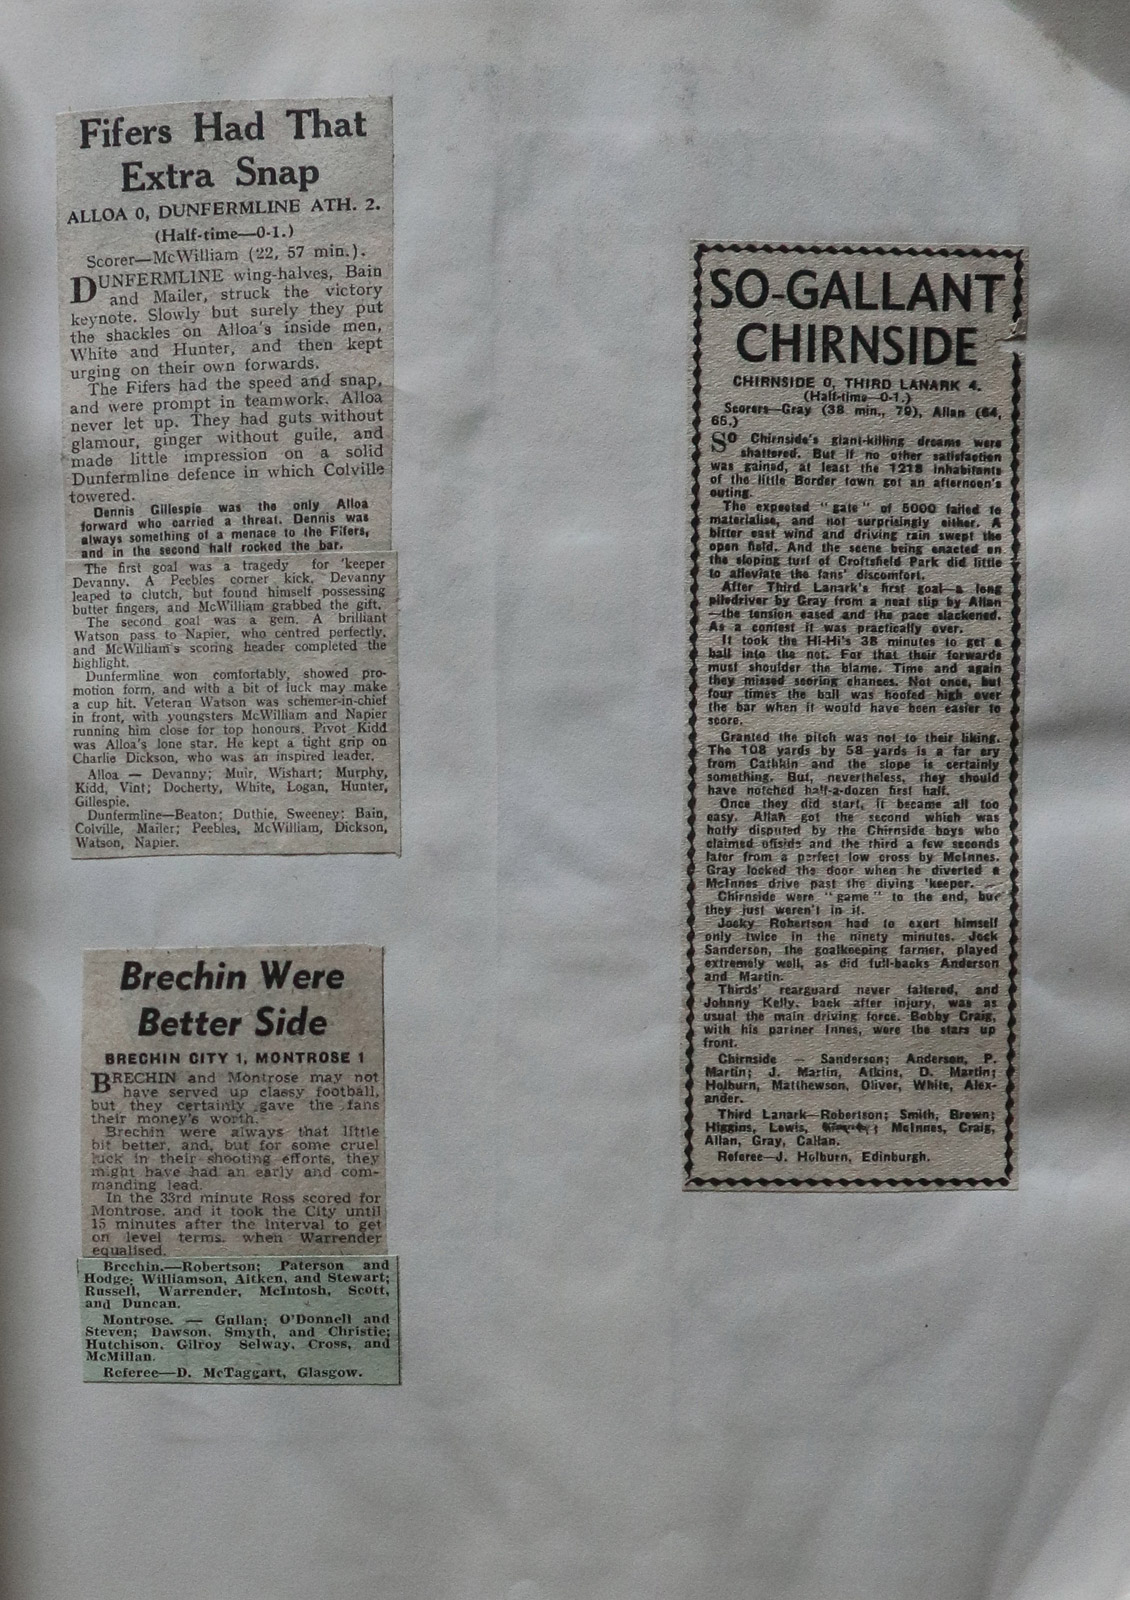 Fifers Had That
Extra Snap
ALLOA 0, DUNFERMLINE ATH. 2.
(Half-time—0-1.)
Scorer—McWilliam (22, 57 min.).
DUNFERMLINE wing-halves, Bain
and Mailer, struck the victory
keynote. Slowly but surely they put
the shackles on Alloa's inside men,
White and Hunter, and then kept
urging on their own forwards.
The Fifers had the speed and snap,
and were prompt in teamwork. Alloa
never let up. They had guts without
glamour, ginger without guile, and
made little impression on a solid
Dunfermline defence in which Colville
towered.
Dennis Gillespie was the only Alloa
forward who carried a threat. Dennis was
always something of a menace to the Fifers,
and in the second half rocked the bar.
The first goal was a tragedy for 'keeper
Devanny. A Peebles corner kick, Devanny
leaped to clutch, but found himself possessing
butter fingers, and McWilliam grabbed the gift.
The second goal was a gem. A brilliant
Watson pass to Napier, who centred perfectly,
and McWilliam's scoring header completed the
highlight.
Dunfermline won comfortably, showed pro-
motion form, and with a bit of luck may make
a cup hit. Veteran Watson was schemer-in-chief
in front, with youngsters McWilliam and Napier
running him close for top honours. Pivot Kidd
was Alloa's lone star. He kept a tight grip on
Charlie Dickson, who was an inspired leader.
Alloa — Devanny; Muir, Wishart; Murphy,
Kidd, Vint; Docherty, White, Logan, Hunter,
Gillespie.
Dunfermline—Beaton; Duthie, Sweeney; Bain,
Colville, Mailer; Peebles, McWilliam, Dickson,
Watson, Napier.
Brechin Were
Better Side
BRECHIN CITY 1, MONTROSE 1
BRECHIN and Montrose may not
have served up classy football,
but they certainly gave the fans
their money's worth.
Brechin were always that little
bit better, and, but for some cruel
luck in their shooting efforts, they
might have had an early and com-
manding lead.
In the 33rd minute Ross scored for
Montrose, and it took the City until
15 minutes after the interval to get
on level terms, when Warrender
equalised.
Brechin.—Robertson; Paterson and
Hodge; Williamson, Aitken, and Stewart;
Russell, Warrender, McIntosh, Scott,
and Duncan.
Montrose. — Gullan; O'Donnell and
Steven; Dawson, Smyth, and Christie;
Hutchison, Gilroy Selway, Cross, and
McMillan.
Referee—D. McTaggart, Glasgow.
SO-GALLANT
CHIRNSIDE
CHIRNSIDE 0, THIRD LANARK 4.
(Half-time—0-1.)
Scorers—Gray (38 min., 79), Allan (64,
65.)
SO Chirnside's giant-killing dreams were
shattered. But if no other satisfaction
was gained, at least the 1218 inhabitants
of the little Border town got an afternoon's
outing.
The expected "gate" of 5000 failed to
materialise, and not surprisingly either. A
bitter east wind and driving rain swept the
open field. And the scene being enacted on
the sloping turf of Croftsfield Park did little
to alleviate the fans' discomfort.
After Third Lanark's first goal—a long
piledriver by Gray from a neat slip by Allan
—the tension eased and the pace slackened.
As a contest it was practically over.
It took the Hi-Hi's 38 minutes to get a
ball into the net. For that their forwards
must shoulder the blame. Time and again
they missed scoring chances. Not once, but
four times the ball was hoofed high over
the bar when it would have been easier to
score.
Granted the pitch was not to their liking.
The 108 yards by 58 yards is a far cry
from Cathkin and the slope is certainly
something. But, nevertheless, they should
have notched half-a-dozen first half.
Once they did start, it became all too
easy. Allan got the second which was
hotly disputed by the Chirnside boys who
claimed offside and the third a few seconds
later from a perfect low cross by McInnes.
Gray locked the door when he diverted a
McInnes drive past the diving 'keeper.
Chirnside were "game" to the end, but
they just weren't in it.
Jocky Robertson had to exert himself
only twice in the ninety minutes. Jock
Sanderson, the goalkeeping farmer, played
extremely well, as did full-backs Anderson
and Martin.
Thirds' rearguard never faltered, and
Johnny Kelly, back after injury, was as
usual the main driving force. Bobby Craig,
with his partner Innes, were the stars up
front.
Chirnside — Sanderson; Anderson, P.
Martin; J. Martin, Atkins, D. Martin;
Holburn, Matthewson, Oliver, White, Alex-
ander.
Third Lanark—Robertson; Smith, Brown;
Higgins, Lewis, McInnes, Craig,
Allan, Gray, Callan.
Referee—J. Holburn, Edinburgh.